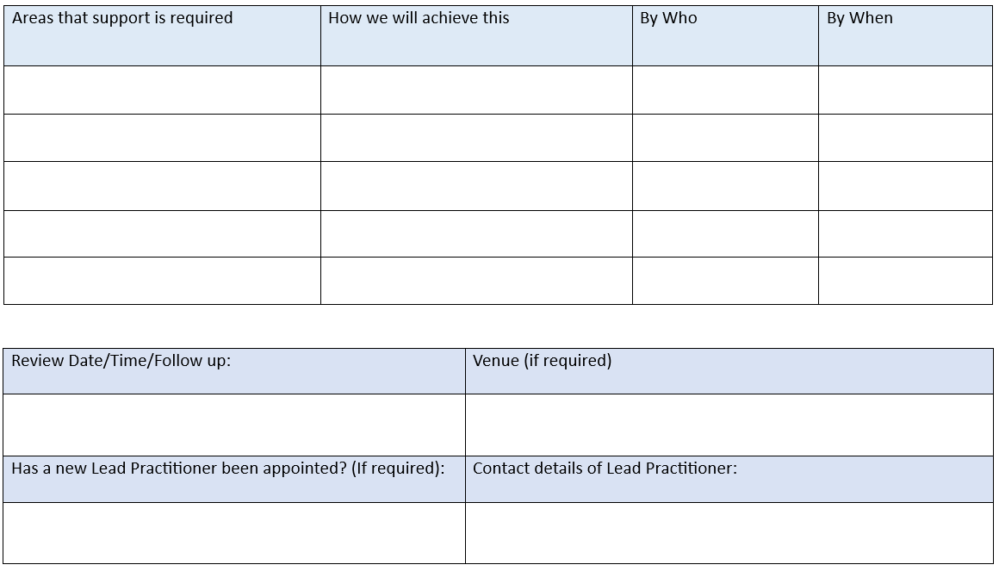 Areas that support is required
How we will achieve this
By Who
By When
Review Date/Time/Follow up:
Venue (if required)
Has a new Lead Practitioner been appointed? (If required):
Contact details of Lead Practitioner: